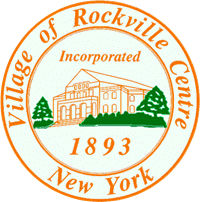 Village of Rockville Centre
Incorporated
1893
New York